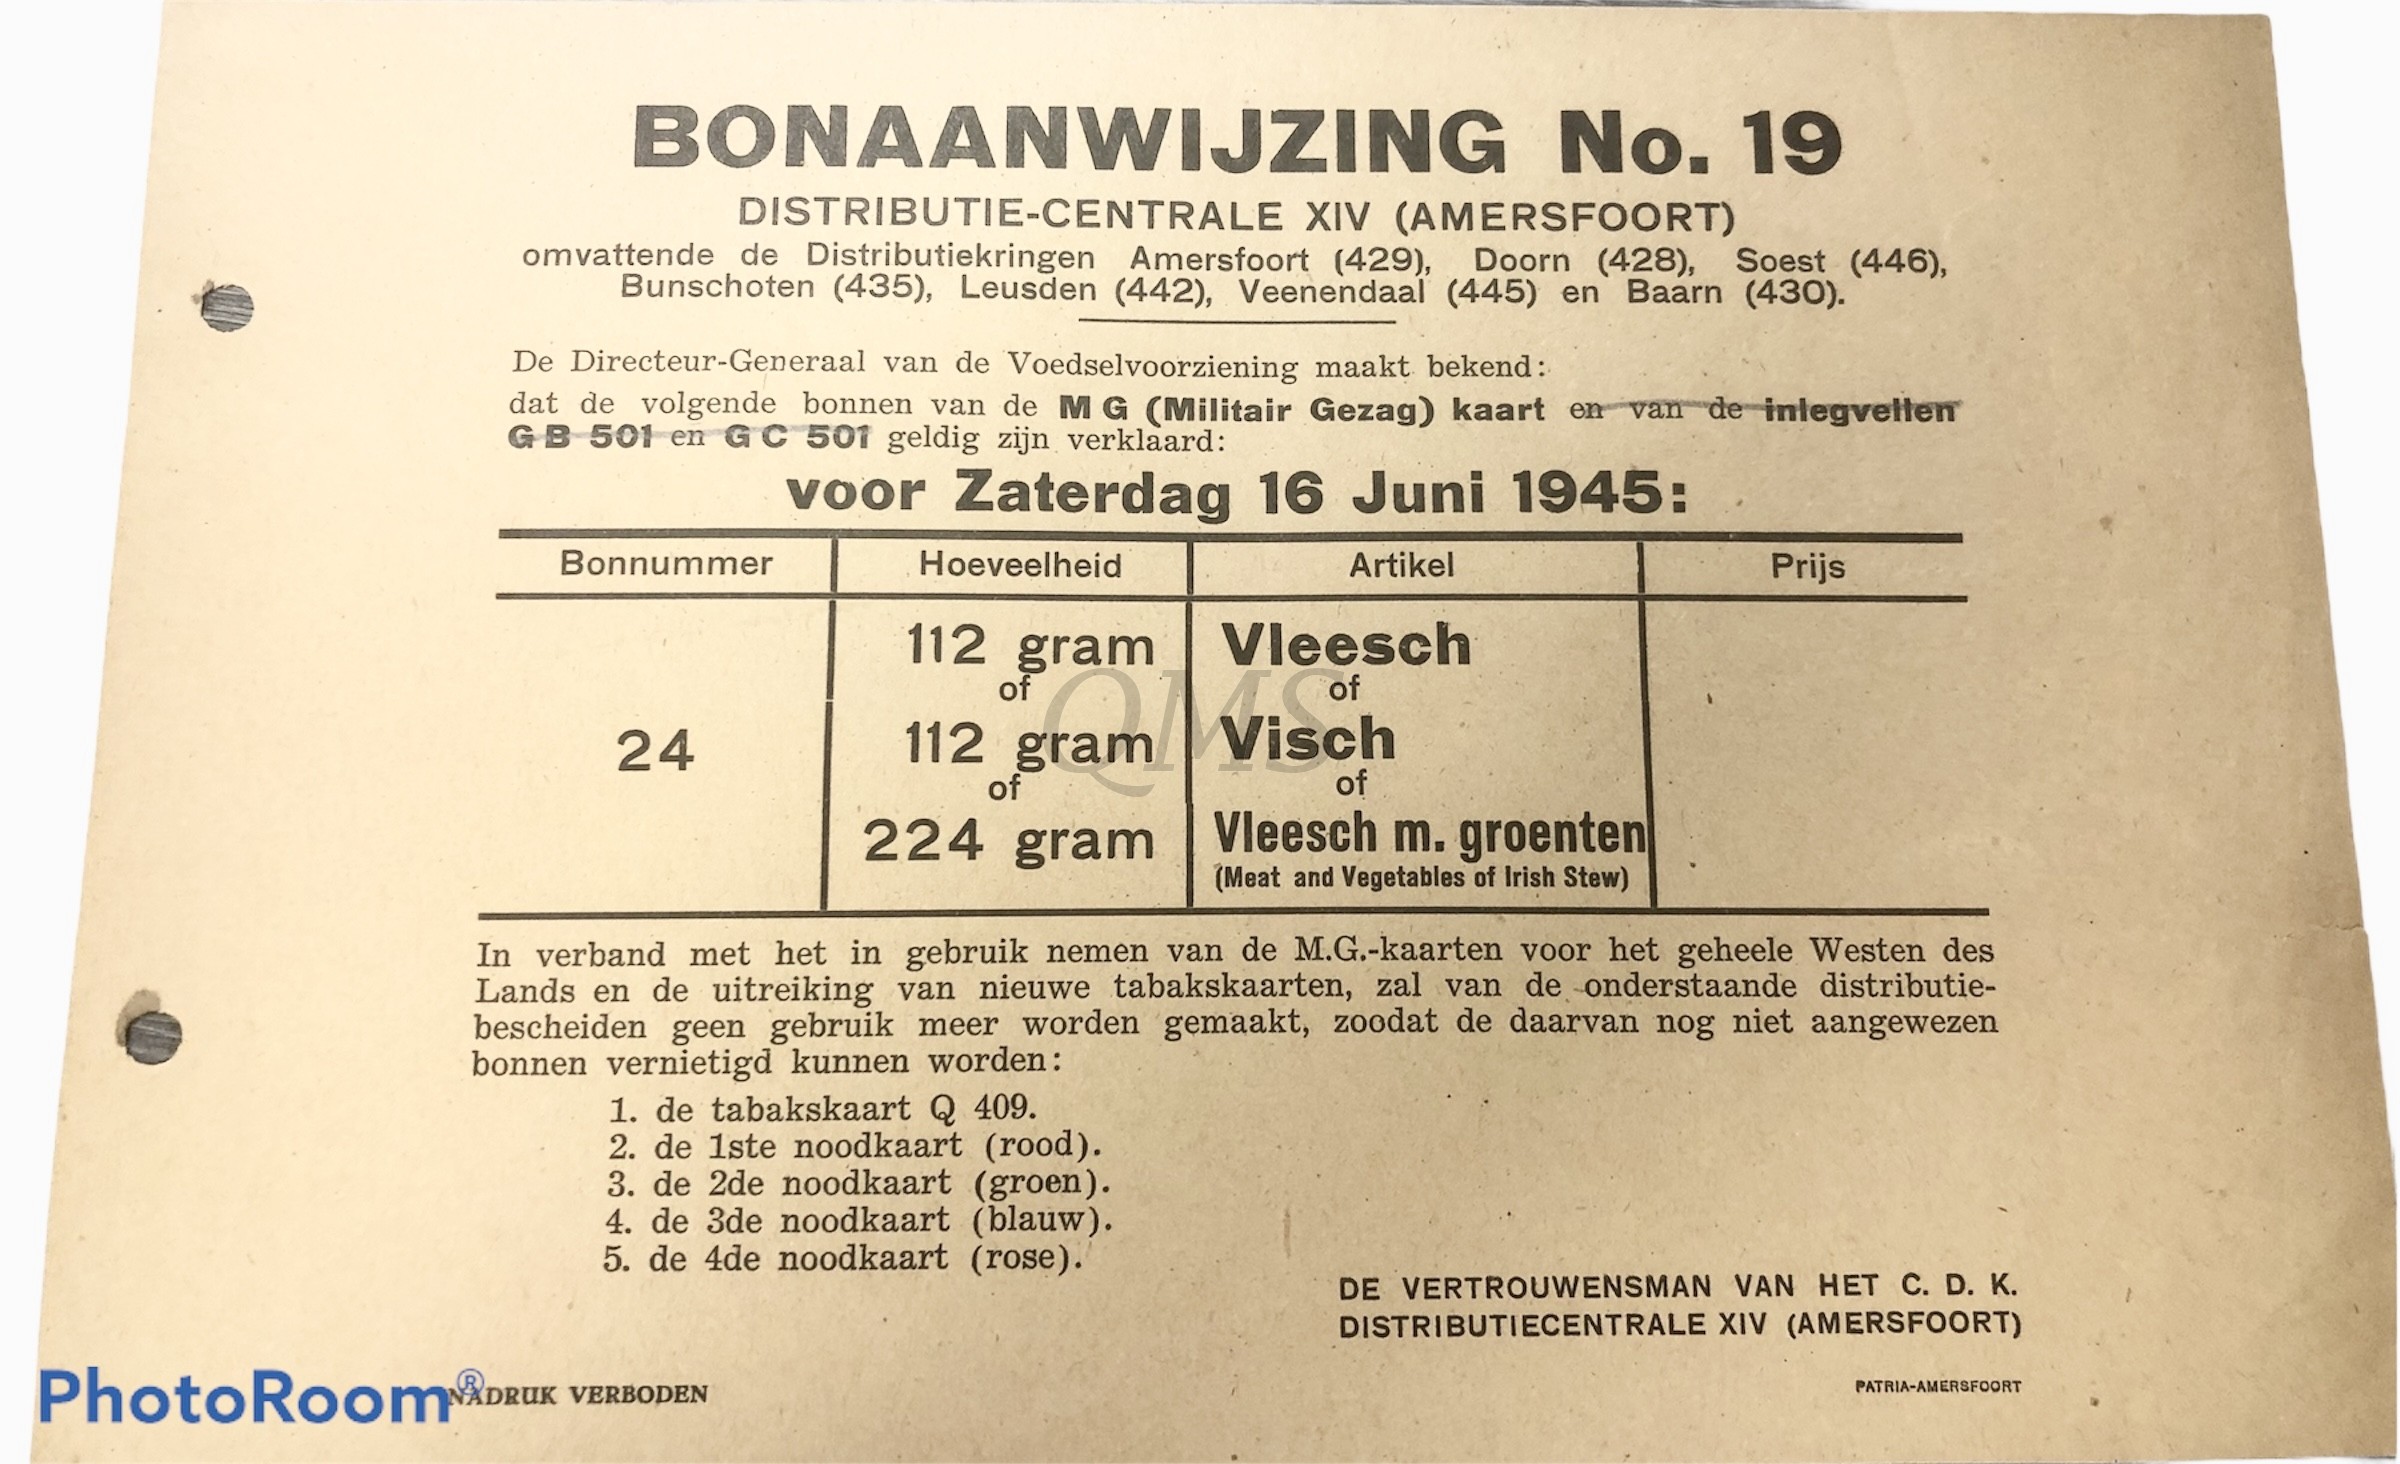 BONAANWIJZING No. 19
DISTRIBUTIE-CENTRALE XIV (AMERSFOORT)
omvattende de Distributiekringen Amersfoort (429), Doorn (428), Soest (446),
Bunschoten (435), Leusden (442), Veenendaal (445) en Baarn (430).
De Directeur-Generaal van de Voedselvoorziening maakt bekend:
dat de volgende bonnen van de M G (Militair Gezag) kaart en van de inlegvellen
G B 501 en G C 501 geldig zijn verklaard:
voor Zaterdag 16 Juni 1945:
Bonnummer Hoeveelheid Artikel Prijs
112 gram Vleesch
of of
24 112 gram Visch
of of
224 gram Vleesch m. groenten
(Meat and Vegetables of Irish Stew)
QMS
In verband met het in gebruik nemen van de M.G.-kaarten voor het geheele Westen des
Lands en de uitreiking van nieuwe tabakskaarten, zal van de onderstaande distributie-
bescheiden geen gebruik meer worden gemaakt, zoodat de daarvan nog niet aangewezen
bonnen vernietigd kunnen worden:
1. de tabakskaart Q 409.
2. de 1ste noodkaart (rood).
3. de 2de noodkaart (groen).
4. de 3de noodkaart (blauw).
5. de 4de noodkaart (rose).
DE VERTROUWENSMAN VAN HET C. D. K.
DISTRIBUTIECENTRALE XIV (AMERSFOORT)
PhotoRoom®
NADRUK VERBODEN
PATRIA-AMERSFOORT